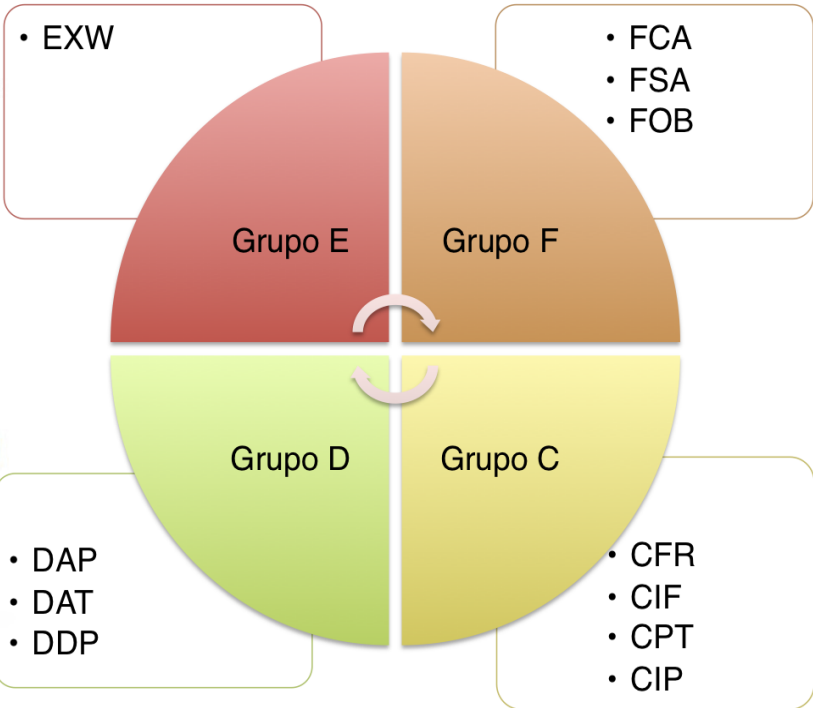 • EXW
• FCA
• FSA
• FOB
Grupo E
Grupo F
Grupo D
Grupo C
• DAP
• DAT
• DDP
• CFR
• CIF
• CPT
• CIP